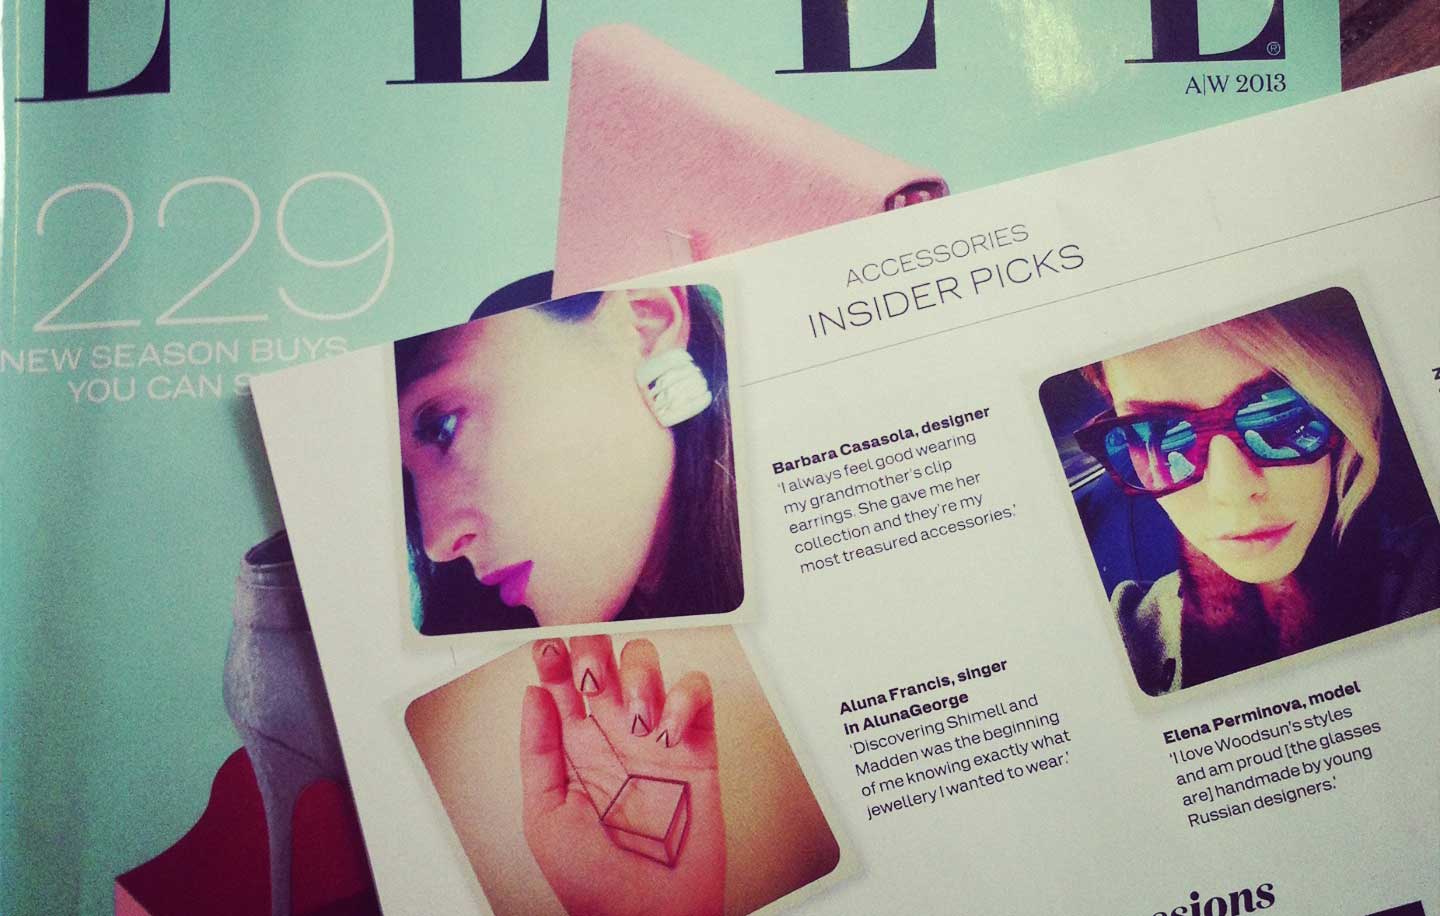 ELLE
®
A|W 2013
229
NEW SEASON BUYS
YOU CAN
ACCESSORIES
INSIDER PICKS
Barbara Casasola, designer
'I always feel good wearing
my grandmother's clip
earrings. She gave me her
collection and they're my
most treasured accessories.'
Aluna Francis, singer
in AlunaGeorge
'Discovering Shimell and
Madden was the beginning
of me knowing exactly what
jewellery I wanted to wear.'
Elena Perminova, model
'I love Woodsun's styles
and am proud [the glasses
are] handmade by young
Russian designers.'